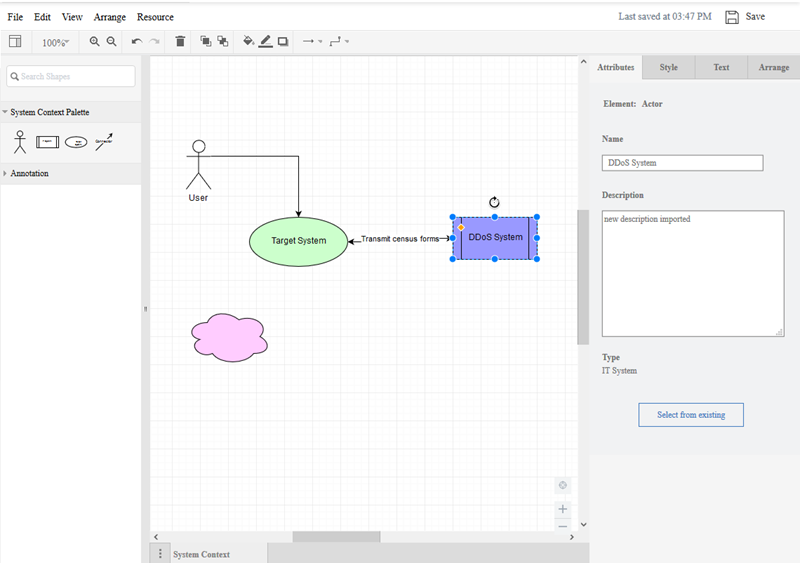 File Edit View Arrange Resource
Last saved at 03:47 PM Save
100%
Search Shapes
System Context Palette
Annotation
User
Target System
Transmit census forms
DDoS System
System Context
Attributes Style Text Arrange
Element: Actor
Name
DDoS System
Description
new description imported
Type
IT System
Select from existing